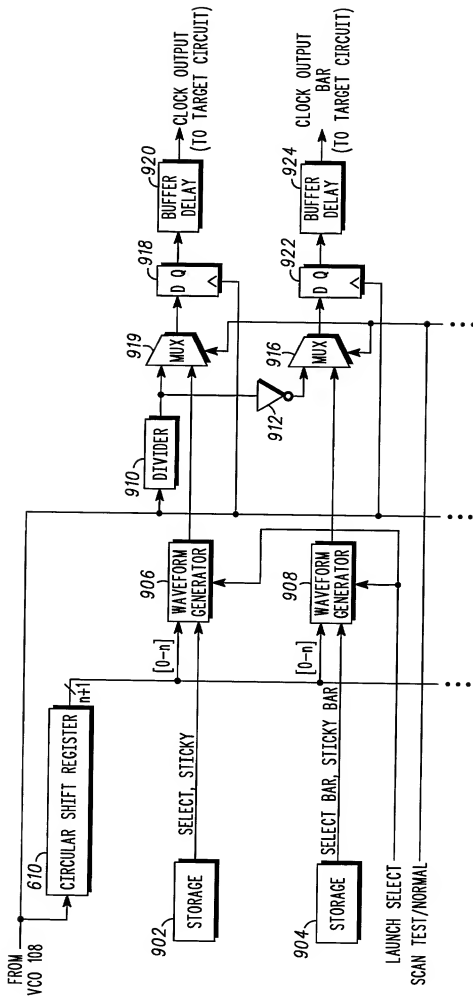 FROM
VCO 108
610
CIRCULAR SHIFT REGISTER
n+1
902
STORAGE
SELECT, STICKY
904
STORAGE
SELECT BAR, STICKY BAR
LAUNCH SELECT
SCAN TEST/NORMAL
[0-n]
906
WAVEFORM
GENERATOR
[0-n]
908
WAVEFORM
GENERATOR
910
DIVIDER
912
919
MUX
916
MUX
918
D Q
922
D Q
920
BUFFER
DELAY
924
BUFFER
DELAY
CLOCK OUTPUT
(TO TARGET CIRCUIT)
CLOCK OUTPUT
BAR
(TO TARGET CIRCUIT)